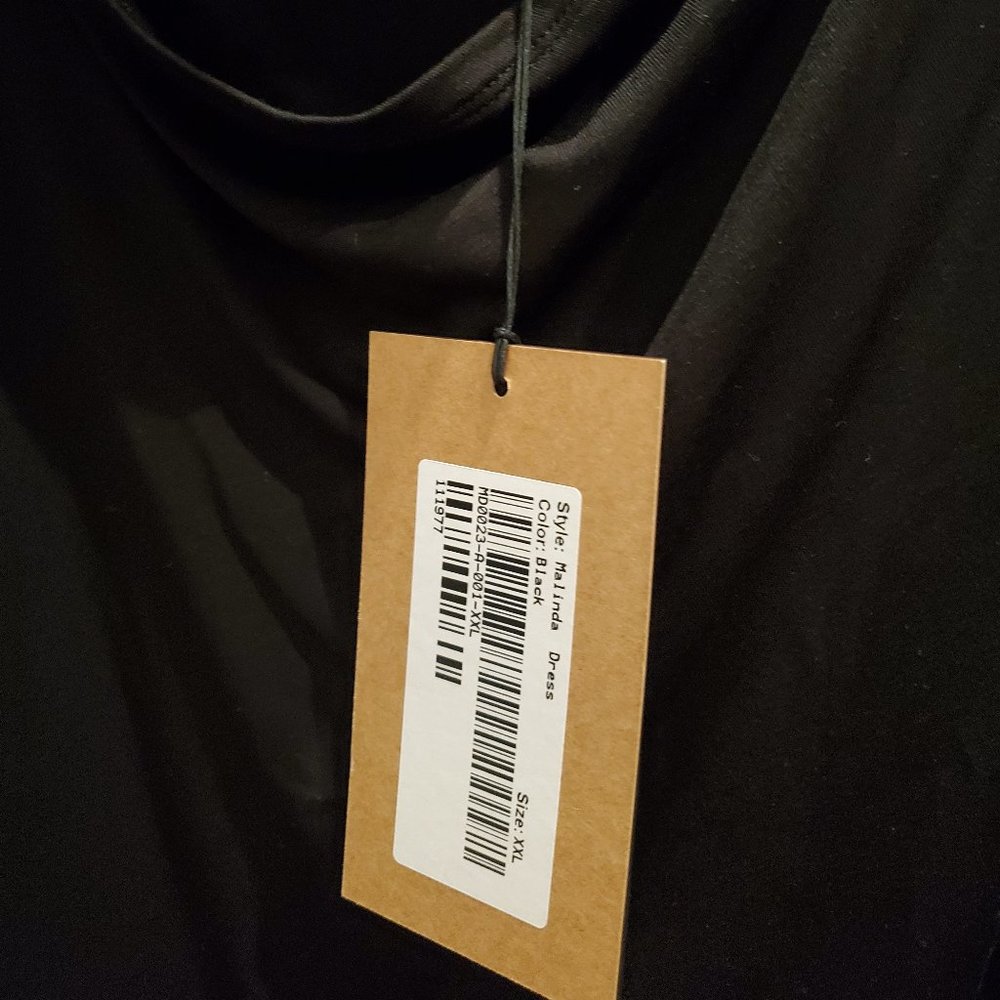 Style: Malinda Dress
Color: Black
Size: XXL
MD0023-A-001-XXL
111977